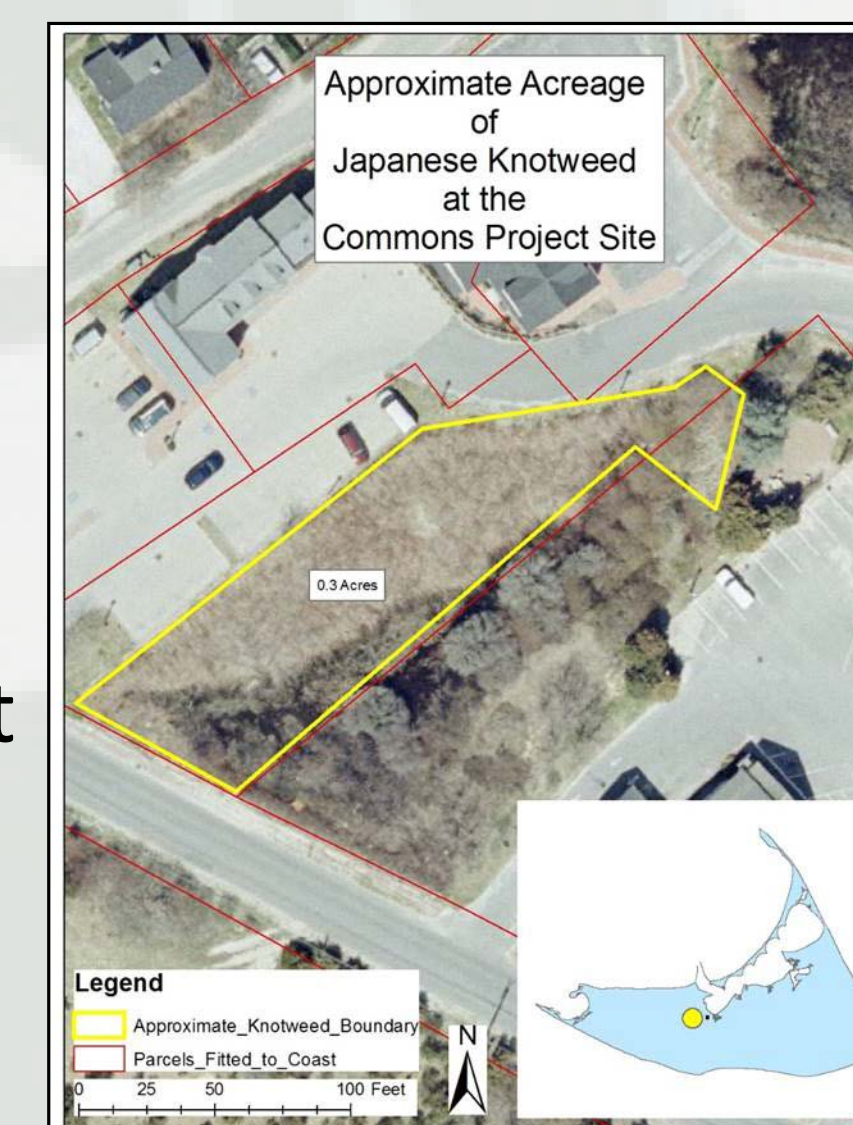 Approximate Acreage
of
Japanese Knotweed
at the
Commons Project Site
0.3 Acres
t
Legend
Approximate_Knotweed_Boundary
Parcels_Fitted_to_Coast
0 25 50 100 Feet
N